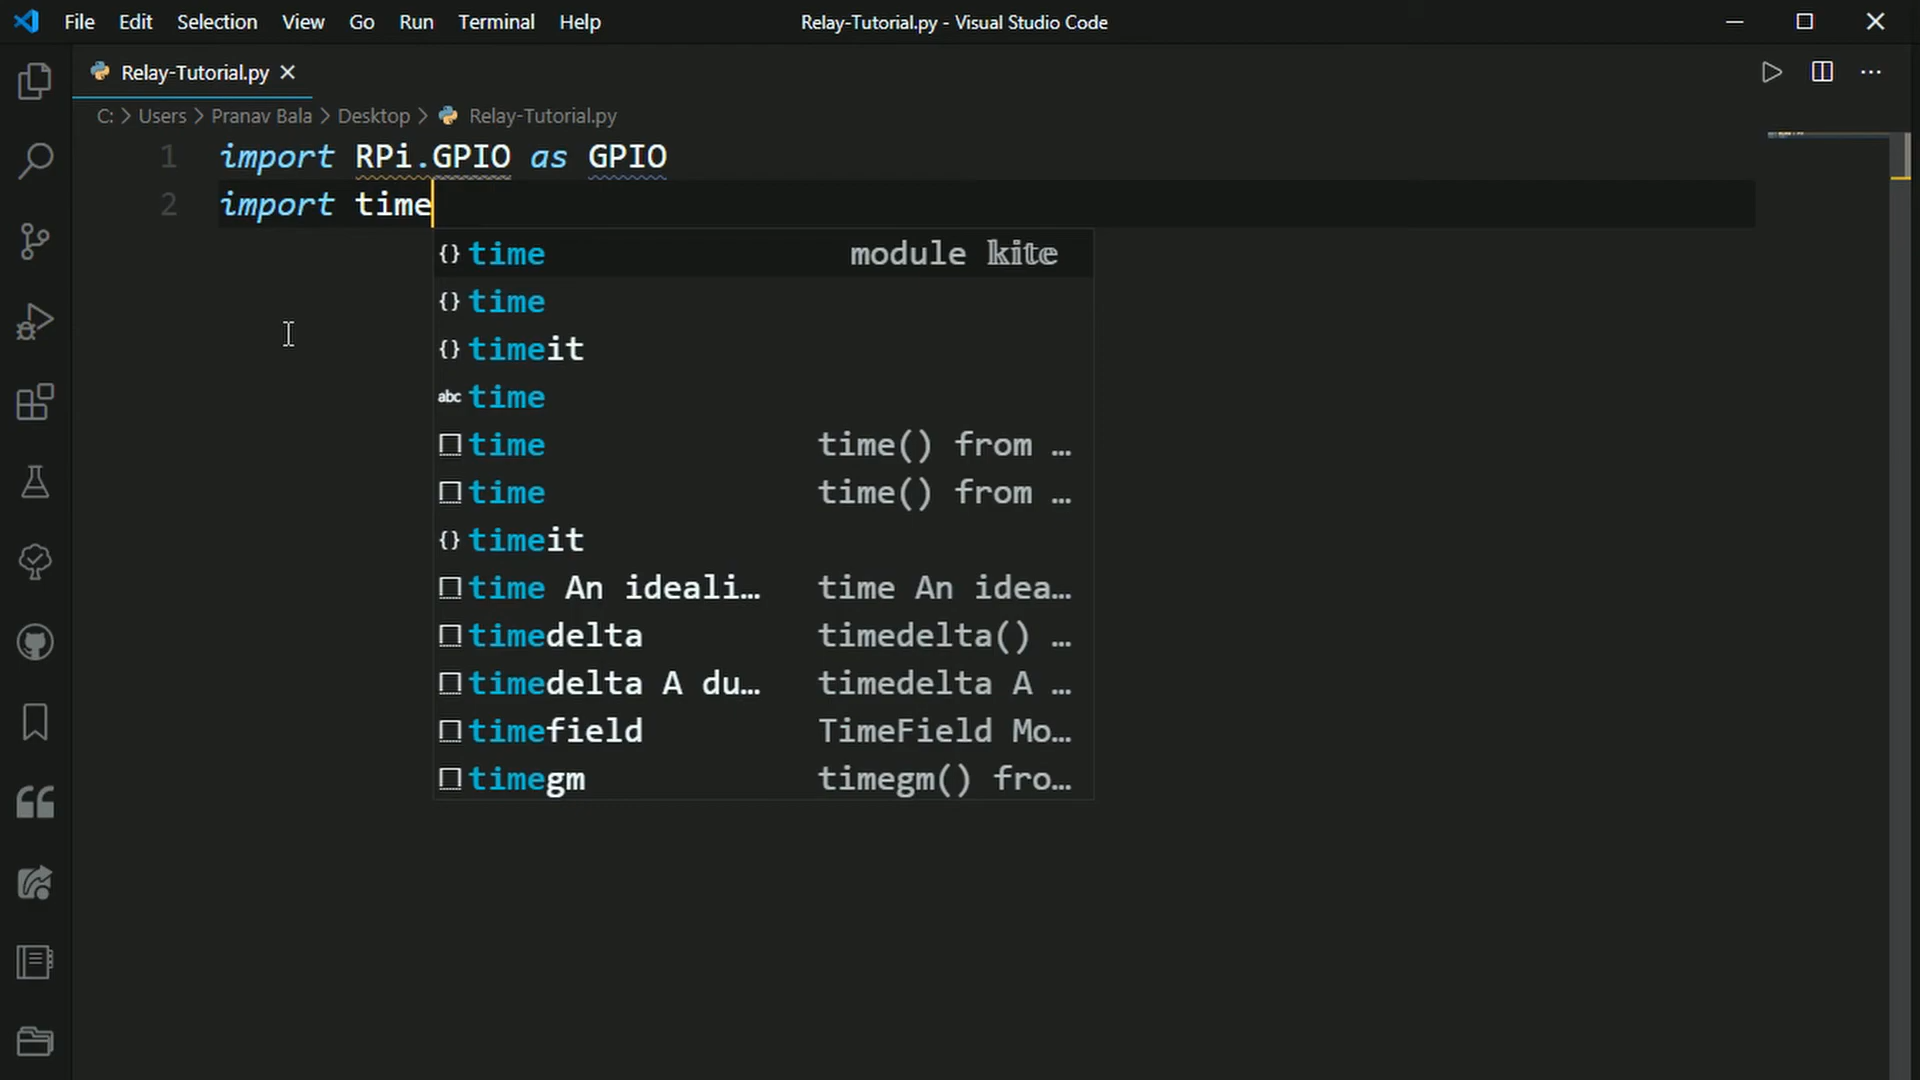 File Edit Selection View Go Run Terminal Help Relay-Tutorial.py - Visual Studio Code
Relay-Tutorial.py
C: > Users > Pranav Bala > Desktop > Relay-Tutorial.py
1 import RPi.GPIO as GPIO
2 import time
{} time module kite
{} time
{} timeit
abc time
time time() from ...
time time() from ...
{} timeit
time An ideali... time An idea...
timedelta timedelta() ...
timedelta A du... timedelta A ...
timefield TimeField Mo...
timegm timegm() fro...